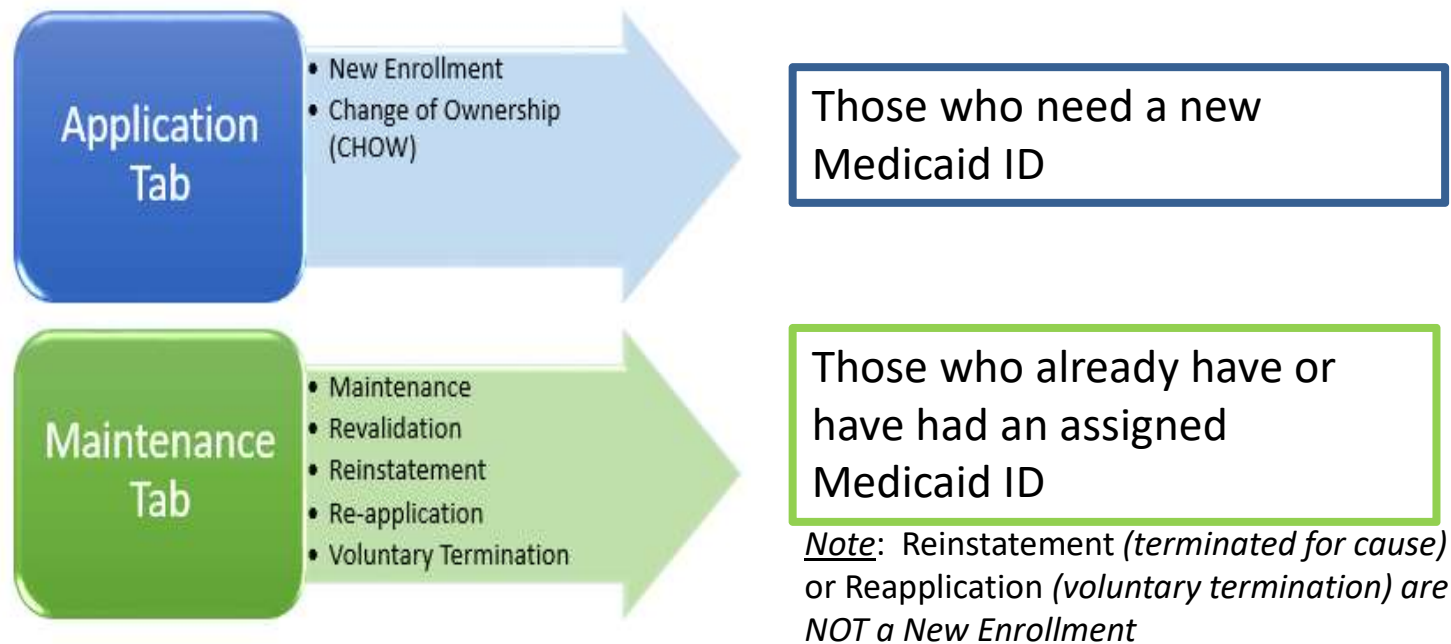 Application
Tab
• New Enrollment
• Change of Ownership
(CHOW)
Those who need a new
Medicaid ID
Maintenance
Tab
• Maintenance
• Revalidation
• Reinstatement
• Re-application
• Voluntary Termination
Those who already have or
have had an assigned
Medicaid ID
Note: Reinstatement (terminated for cause)
or Reapplication (voluntary termination) are
NOT a New Enrollment